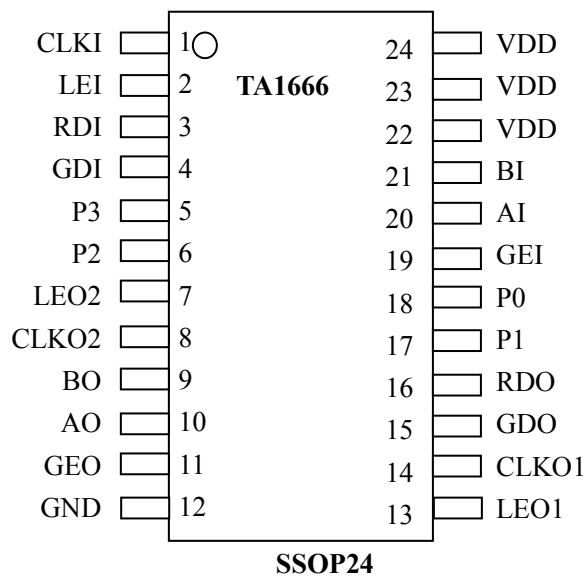 CLKI 1 24 VDD
LEI 2 TA1666 23 VDD
RDI 3 22 VDD
GDI 4 21 BI
P3 5 20 AI
P2 6 19 GEI
LEO2 7 18 P0
CLKO2 8 17 P1
BO 9 16 RDO
AO 10 15 GDO
GEO 11 14 CLKO1
GND 12 13 LEO1
SSOP24